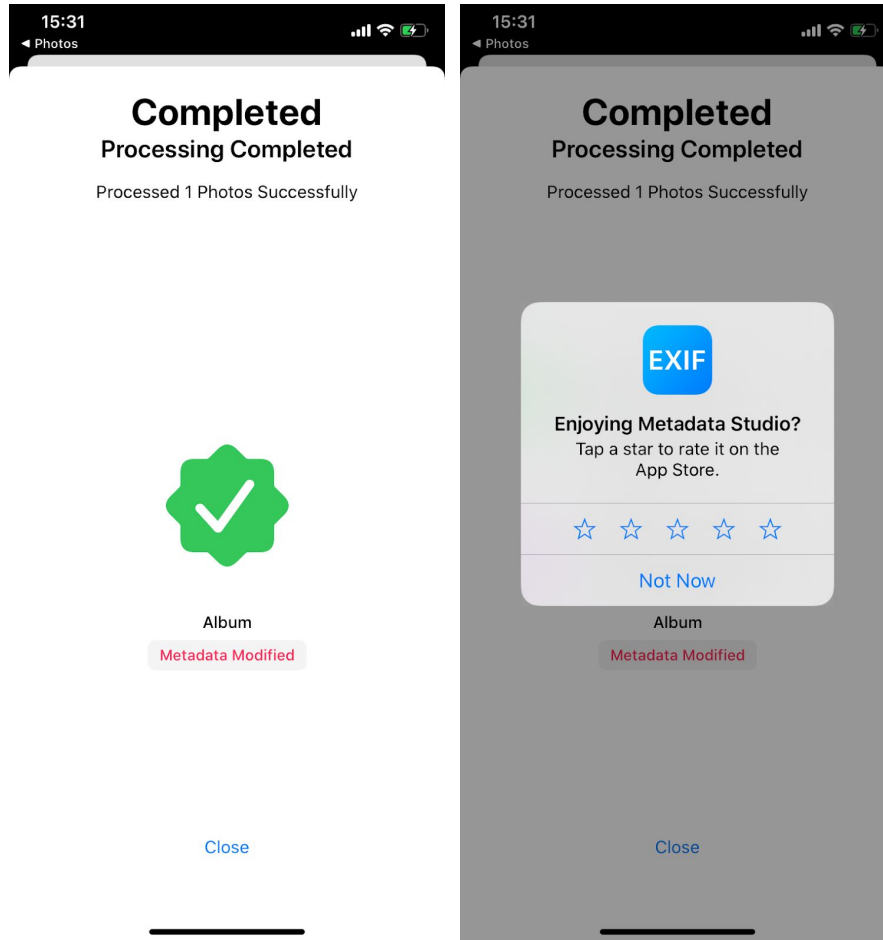 15:31
◀ Photos
Completed
Processing Completed
Processed 1 Photos Successfully
Album
Metadata Modified
Close
15:31
◀ Photos
Completed
Processing Completed
Processed 1 Photos Successfully
EXIF
Enjoying Metadata Studio?
Tap a star to rate it on the
App Store.
Not Now
Album
Metadata Modified
Close